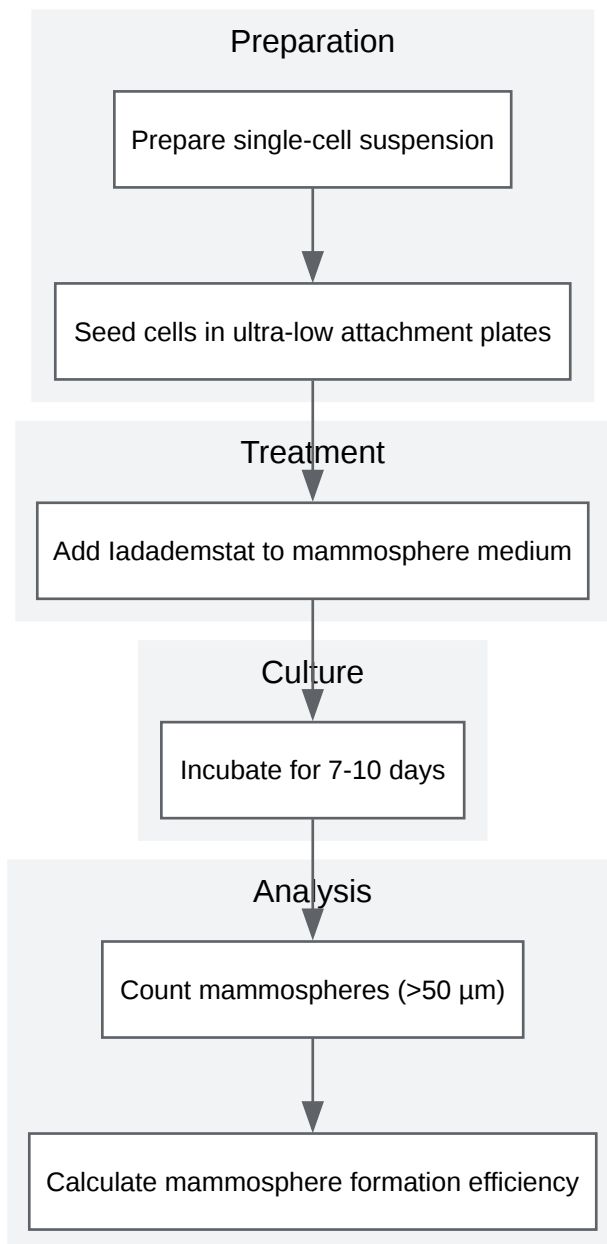 Preparation
Prepare single-cell suspension
Seed cells in ultra-low attachment plates
Treatment
Add Iadademstat to mammosphere medium
Culture
Incubate for 7-10 days
Analysis
Count mammospheres (>50 µm)
Calculate mammosphere formation efficiency